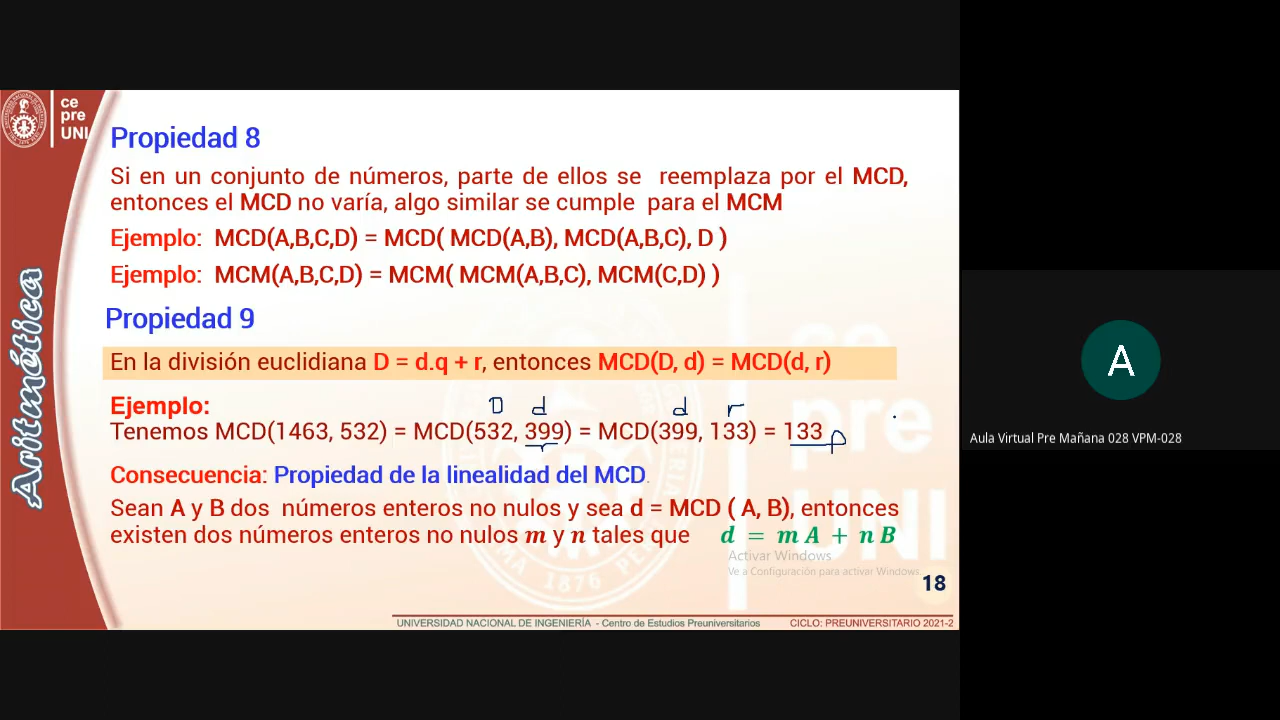 ce
pre
UNI
Aritmética
Propiedad 8
Si en un conjunto de números, parte de ellos se reemplaza por el MCD,
entonces el MCD no varía, algo similar se cumple para el MCM
Ejemplo: MCD(A,B,C,D) = MCD( MCD(A,B), MCD(A,B,C), D )
Ejemplo: MCM(A,B,C,D) = MCM( MCM(A,B,C), MCM(C,D) )
Propiedad 9
En la división euclidiana D = d.q + r, entonces MCD(D, d) = MCD(d, r)
Ejemplo:
D d d r
Tenemos MCD(1463, 532) = MCD(532, 399) = MCD(399, 133) = 133
r
Consecuencia: Propiedad de la linealidad del MCD.
Sean A y B dos números enteros no nulos y sea d = MCD ( A, B), entonces
existen dos números enteros no nulos m y n tales que d = m A + n B
Activar Windows
Ve a Configuración para activar Windows.
18
UNIVERSIDAD NACIONAL DE INGENIERÍA - Centro de Estudios Preuniversitarios CICLO: PREUNIVERSITARIO 2021-2
A
Aula Virtual Pre Mañana 028 VPM-028